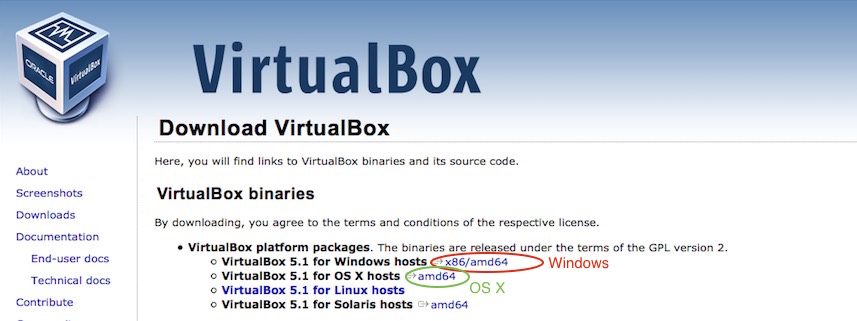 ORACLE
VirtualBox
VirtualBox
Download VirtualBox
Here, you will find links to VirtualBox binaries and its source code.
VirtualBox binaries
By downloading, you agree to the terms and conditions of the respective license.
• VirtualBox platform packages. The binaries are released under the terms of the GPL version 2.
VirtualBox 5.1 for Windows hosts x86/amd64 Windows
VirtualBox 5.1 for OS X hosts amd64 OS X
VirtualBox 5.1 for Linux hosts
VirtualBox 5.1 for Solaris hosts amd64
About
Screenshots
Downloads
Documentation
End-user docs
Technical docs
Contribute